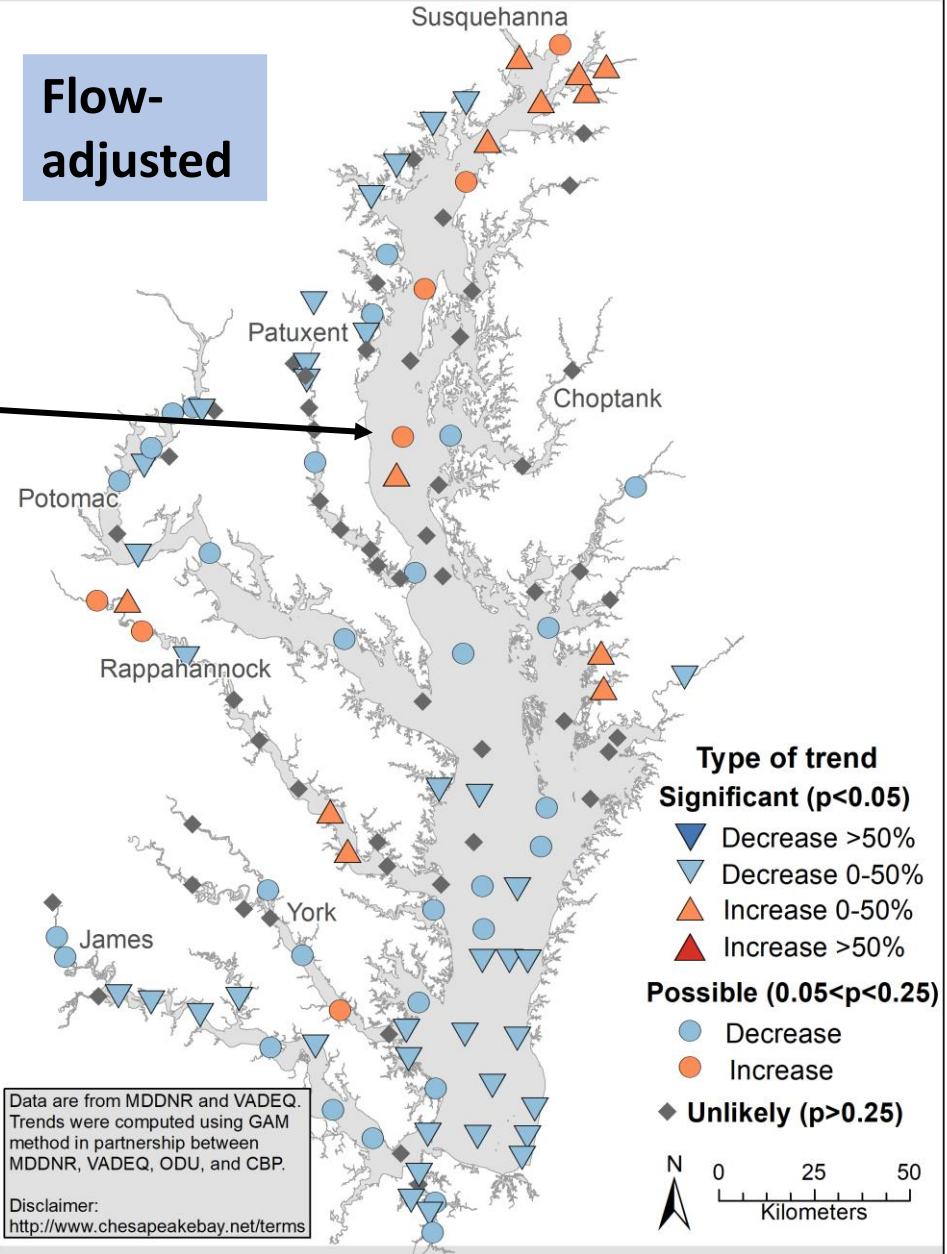 Susquehanna
Flow-
adjusted
Patuxent
Choptank
Potomac
Rappahannock
York
James
Type of trend
Significant (p<0.05)
Decrease >50%
Decrease 0-50%
Increase 0-50%
Increase >50%
Possible (0.05<p<0.25)
Decrease
Increase
Unlikely (p>0.25)
Data are from MDDNR and VADEQ.
Trends were computed using GAM
method in partnership between
MDDNR, VADEQ, ODU, and CBP.
Disclaimer:
http://www.chesapeakebay.net/terms
N
0 25 50
Kilometers